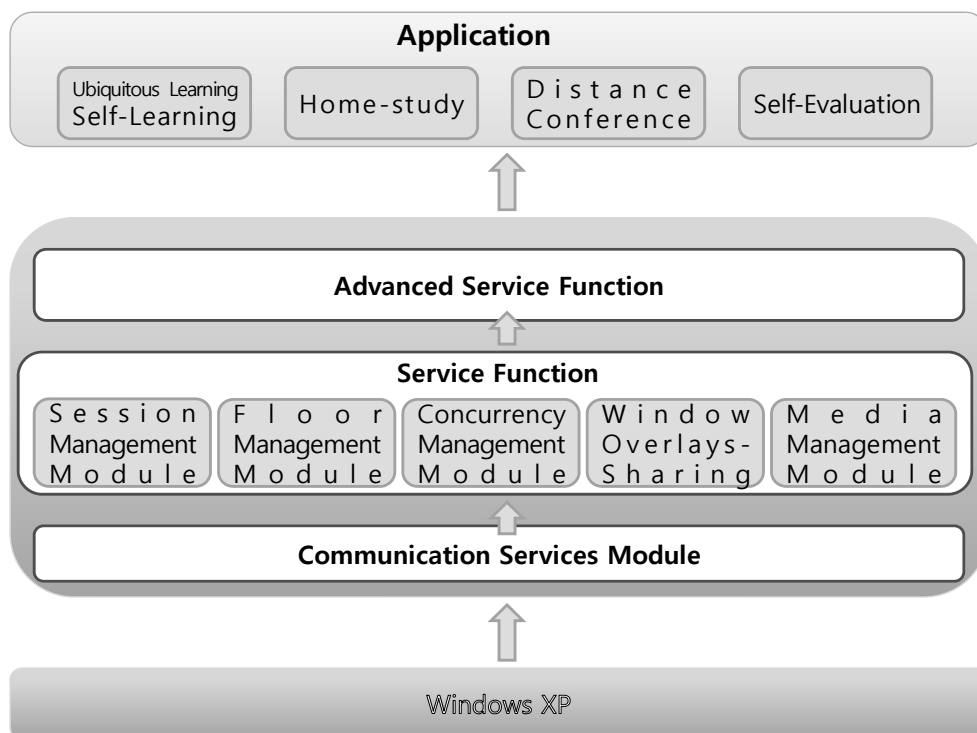 Application
Ubiquitous Learning
Self-Learning
Home-study
Distance
Conference
Self-Evaluation
Advanced Service Function
Service Function
Session
Management
Module
Floor
Management
Module
Concurrency
Management
Module
Window
Overlays-
Sharing
Media
Management
Module
Communication Services Module
Windows XP